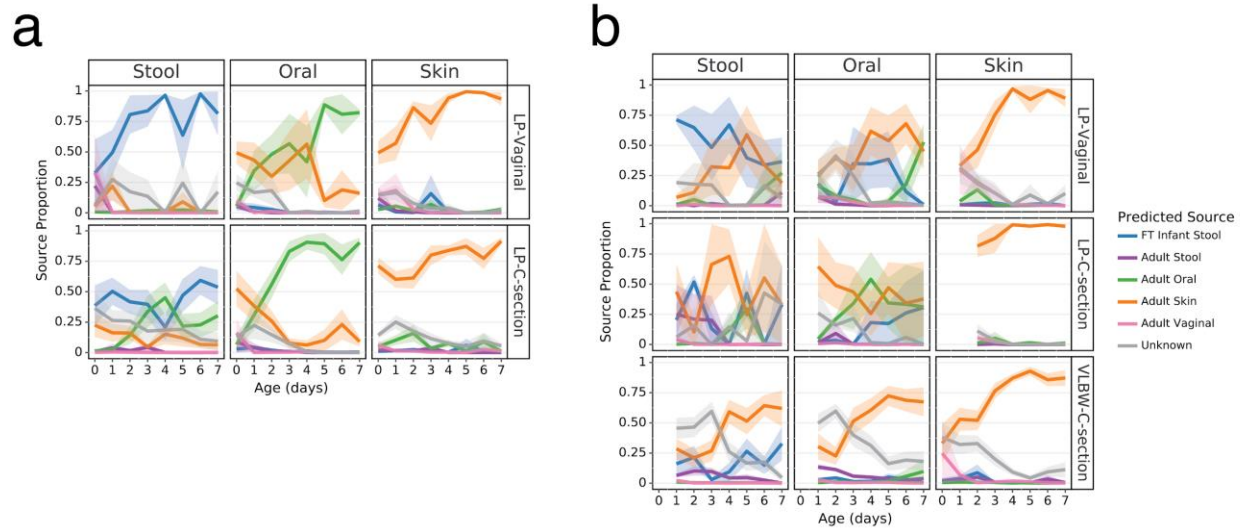 a
Stool Oral Skin
1
0.75
0.50
0.25
0
LP-Vaginal
1
0.75
0.50
0.25
0
LP-C-section
Source Proportion
0 1 2 3 4 5 6 7 0 1 2 3 4 5 6 7 0 1 2 3 4 5 6 7
Age (days)
b
Stool Oral Skin
1
0.75
0.50
0.25
0
LP-Vaginal
1
0.75
0.50
0.25
0
LP-C-section
1
0.75
0.50
0.25
0
VLBW-C-section
Source Proportion
0 1 2 3 4 5 6 7 0 1 2 3 4 5 6 7 0 1 2 3 4 5 6 7
Age (days)
Predicted Source
FT Infant Stool
Adult Stool
Adult Oral
Adult Skin
Adult Vaginal
Unknown